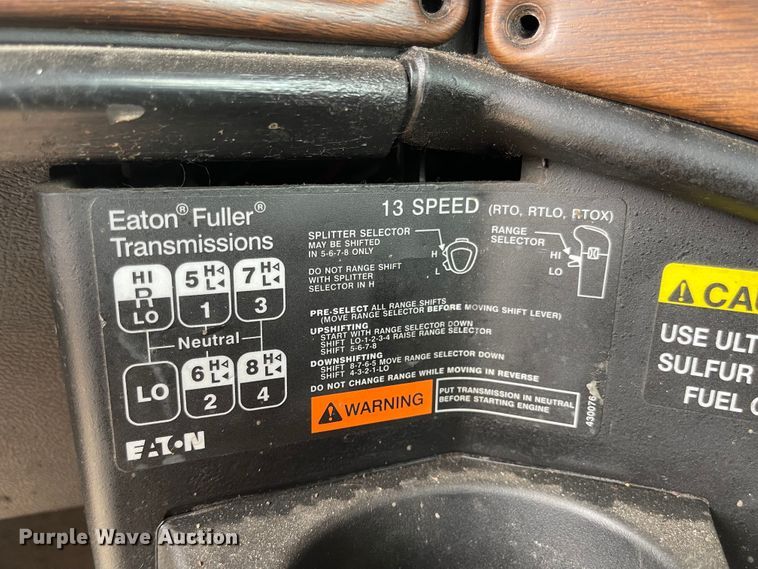 Eaton® Fuller®
Transmissions
13 SPEED (RTO, RTLO, RTOX)
SPLITTER SELECTOR
MAY BE SHIFTED
IN 5-6-7-8 ONLY
DO NOT RANGE SHIFT
WITH SPLITTER
SELECTOR IN H
H
L
RANGE
SELECTOR
HI
LO
HI
R
LO
5 H
L
1
7 H
L
3
Neutral
LO
6 H
L
2
8 H
L
4
PRE-SELECT ALL RANGE SHIFTS
(MOVE RANGE SELECTOR BEFORE MOVING SHIFT LEVER)
UPSHIFTING
START WITH RANGE SELECTOR DOWN
SHIFT LO-1-2-3-4 RAISE RANGE SELECTOR
SHIFT 5-6-7-8
DOWNSHIFTING
SHIFT 8-7-6-5 MOVE RANGE SELECTOR DOWN
SHIFT 4-3-2-1-LO
DO NOT CHANGE RANGE WHILE MOVING IN REVERSE
WARNING
PUT TRANSMISSION IN NEUTRAL
BEFORE STARTING ENGINE
430076
EATON
CAU
USE ULT
SULFUR
FUEL
Purple Wave Auction